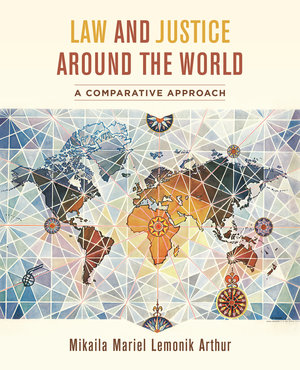 LAW AND JUSTICE
AROUND THE WORLD
A COMPARATIVE APPROACH
Mikaila Mariel Lemonik Arthur